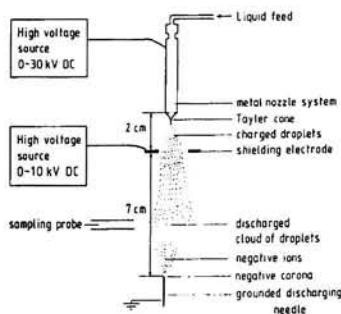 Liquid feed
High voltage
source
0-30 kV DC
metal nozzle system
Tayler cone
2 cm
charged droplets
High voltage
source
0-10 kV DC
shielding electrode
7 cm
sampling probe
discharged
cloud of droplets
negative ions
negative corona
grounded discharging
needle